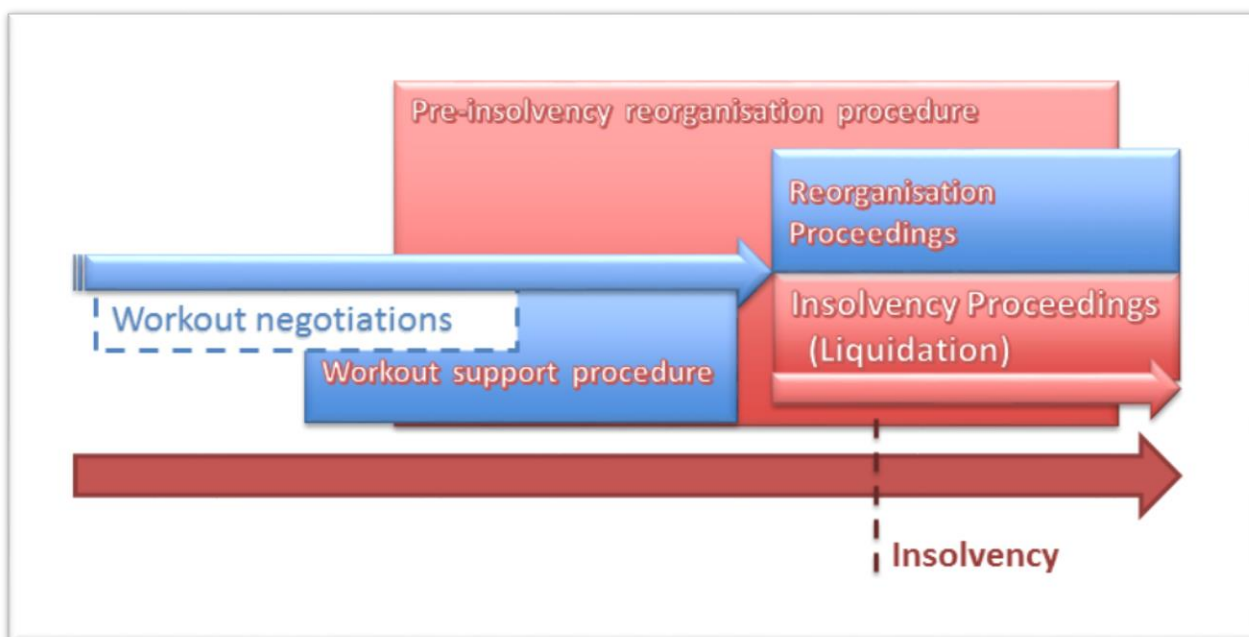 Pre-insolvency reorganisation procedure
Reorganisation
Proceedings
Workout negotiations
Insolvency Proceedings
(Liquidation)
Workout support procedure
Insolvency